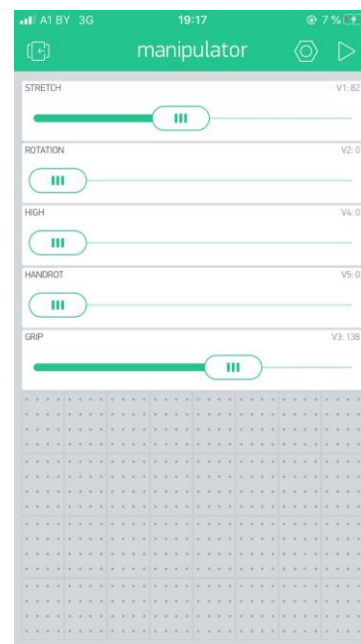 A1 BY 3G 19:17 7 %
manipulator
STRETCH V1: 82
ROTATION V2: 0
HIGH V4: 0
HANDROT V5: 0
GRIP V3: 138